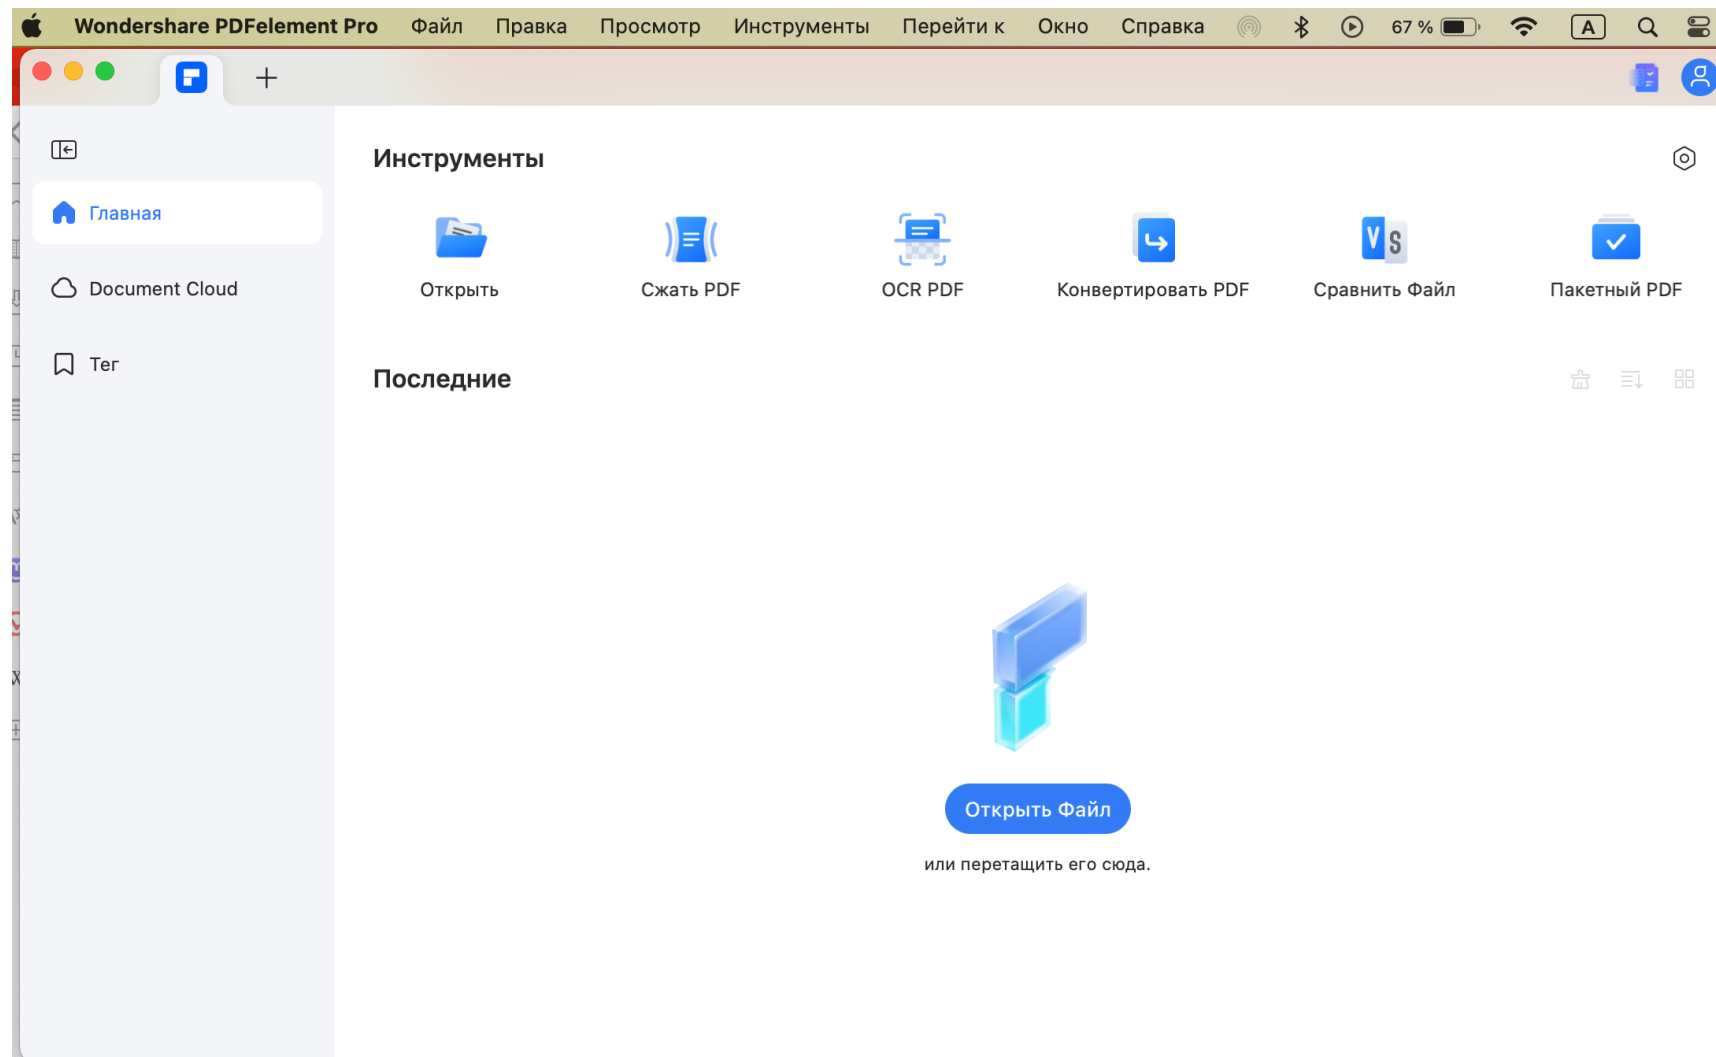 Wondershare PDFelement Pro Файл Правка Просмотр Инструменты Перейти к Окно Справка 67 % A
Инструменты
Главная
Document Cloud
Тег
Открыть Сжать PDF OCR PDF Конвертировать PDF Сравнить Файл Пакетный PDF
V S
Последние
Открыть Файл
или перетащить его сюда.